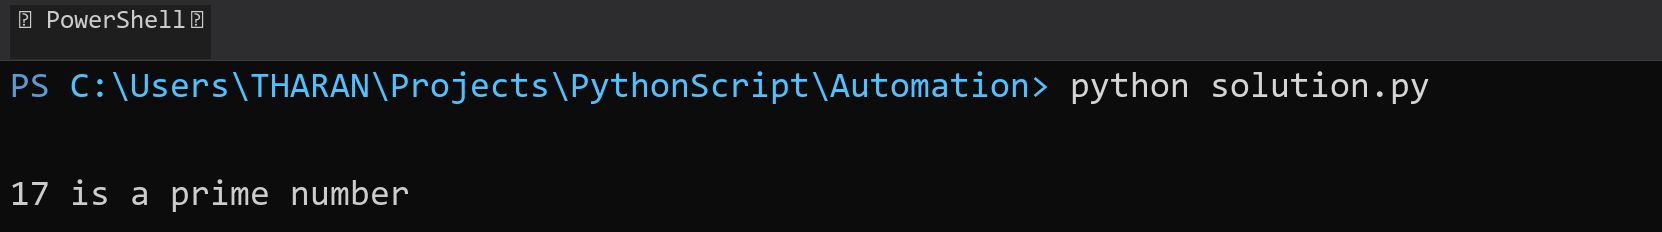 PowerShell
PS C:\Users\THARAN\Projects\PythonScript\Automation> python solution.py
17 is a prime number